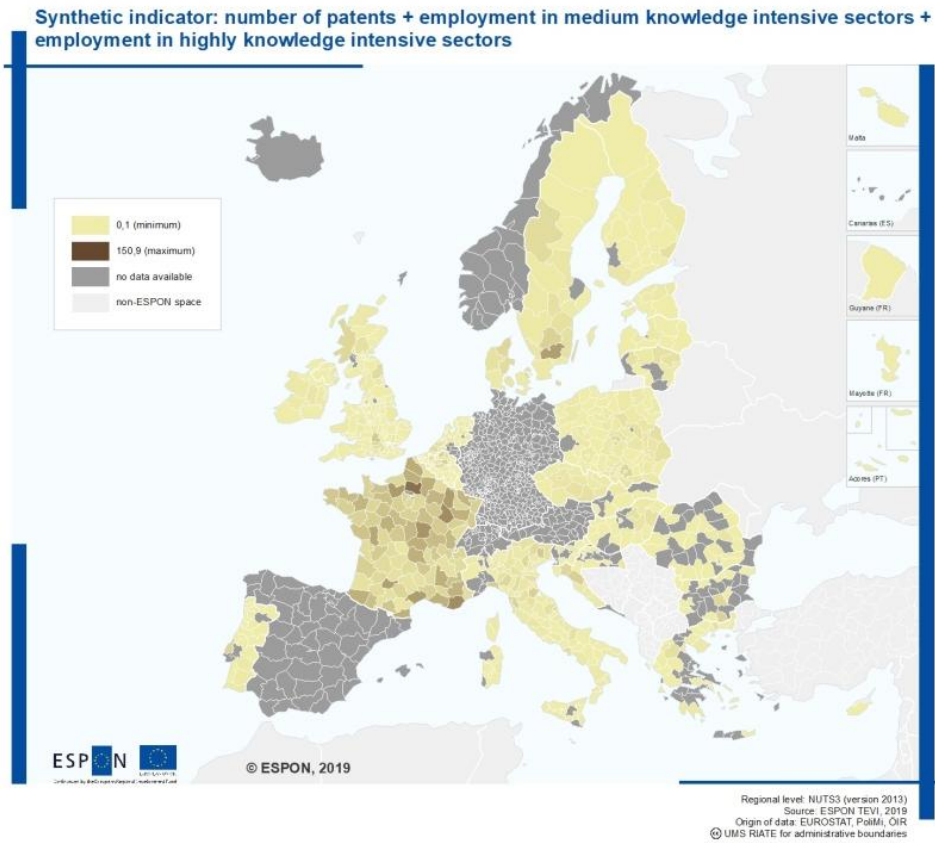 Synthetic indicator: number of patents + employment in medium knowledge intensive sectors +
employment in highly knowledge intensive sectors
0,1 (minimum)
150,9 (maximum)
no data available
non-ESPON space
Malta
Canarias (ES)
Guyane (FR)
Mayotte (FR)
Acores (PT)
ESPON
© ESPON, 2019
Regional level: NUTS3 (version 2013)
Source: ESPON TEVI, 2019
Origin of data: EUROSTAT, PoliMi, ÖIR
UMS RIATE for administrative boundaries